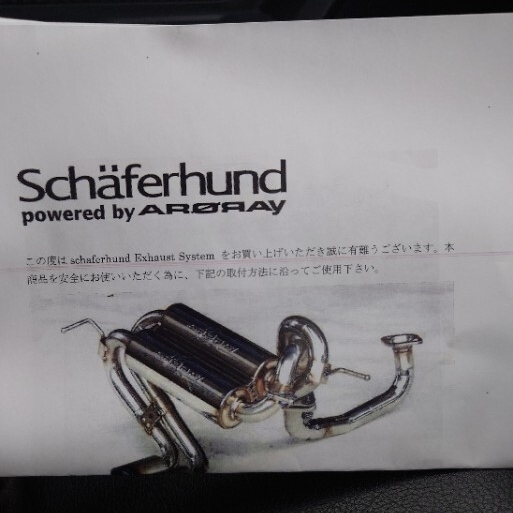 Schäferhund
powered by ARØRAY
この度は schaferhund Exhaust System をお買い上げいただき誠に有難うございます。本
商品を安全にお使いいただく為に、下記の取付方法に沿ってご使用下さい。